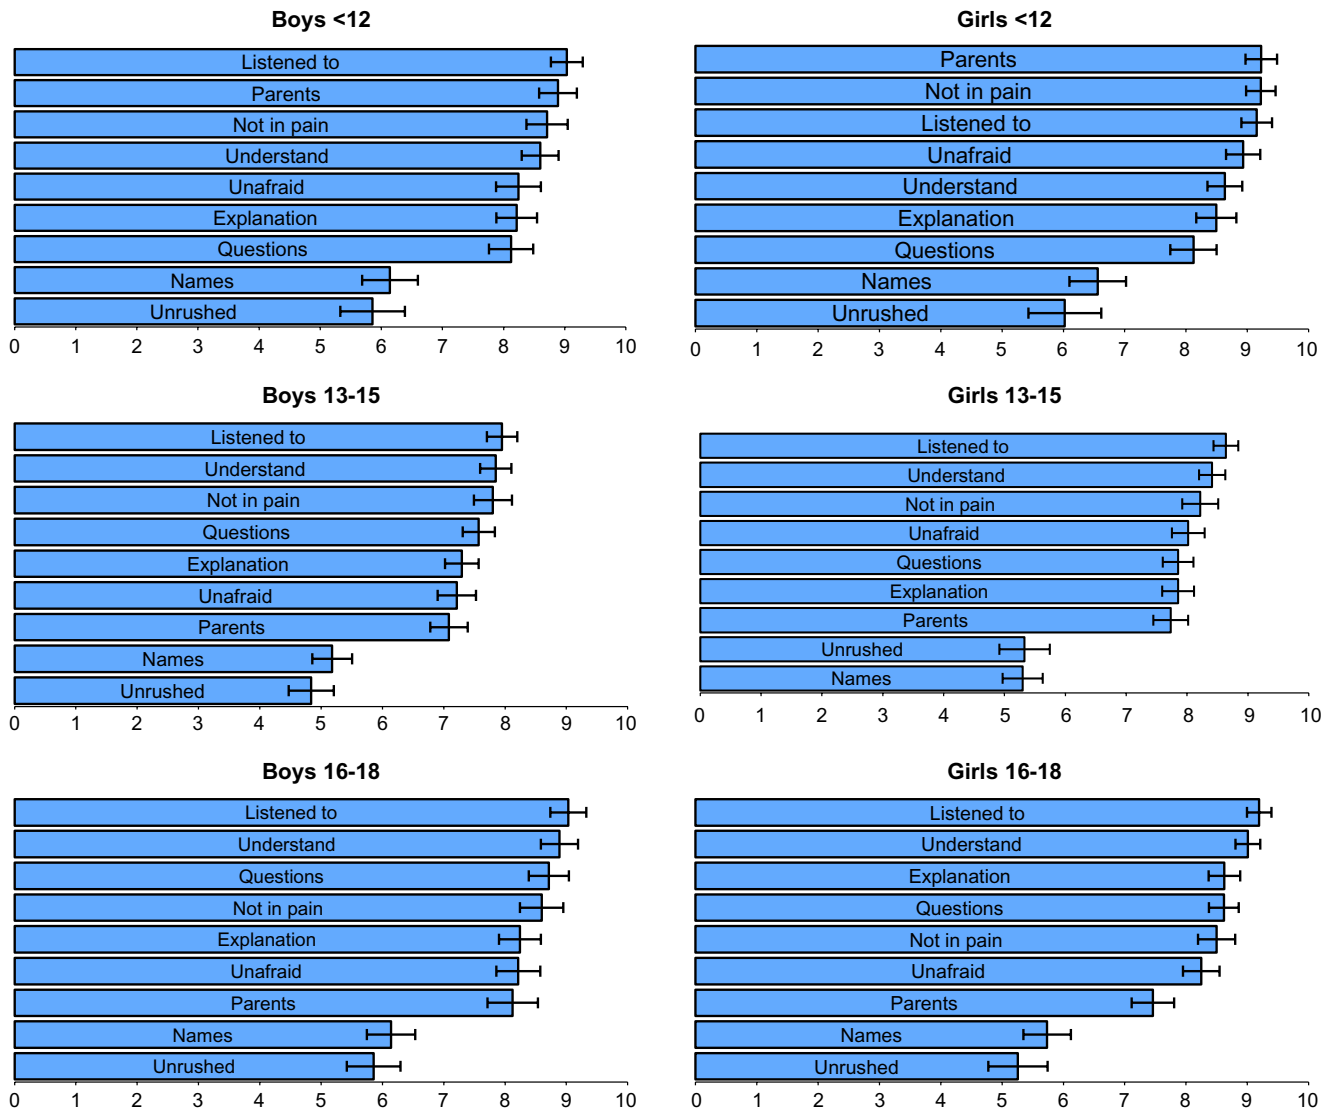 Boys <12
Listened to
Parents
Not in pain
Understand
Unafraid
Explanation
Questions
Names
Unrushed
0 1 2 3 4 5 6 7 8 9 10
Girls <12
Parents
Not in pain
Listened to
Unafraid
Understand
Explanation
Questions
Names
Unrushed
0 1 2 3 4 5 6 7 8 9 10
Boys 13-15
Listened to
Understand
Not in pain
Questions
Explanation
Unafraid
Parents
Names
Unrushed
0 1 2 3 4 5 6 7 8 9 10
Girls 13-15
Listened to
Understand
Not in pain
Unafraid
Questions
Explanation
Parents
Unrushed
Names
0 1 2 3 4 5 6 7 8 9 10
Boys 16-18
Listened to
Understand
Questions
Not in pain
Explanation
Unafraid
Parents
Names
Unrushed
0 1 2 3 4 5 6 7 8 9 10
Girls 16-18
Listened to
Understand
Explanation
Questions
Not in pain
Unafraid
Parents
Names
Unrushed
0 1 2 3 4 5 6 7 8 9 10